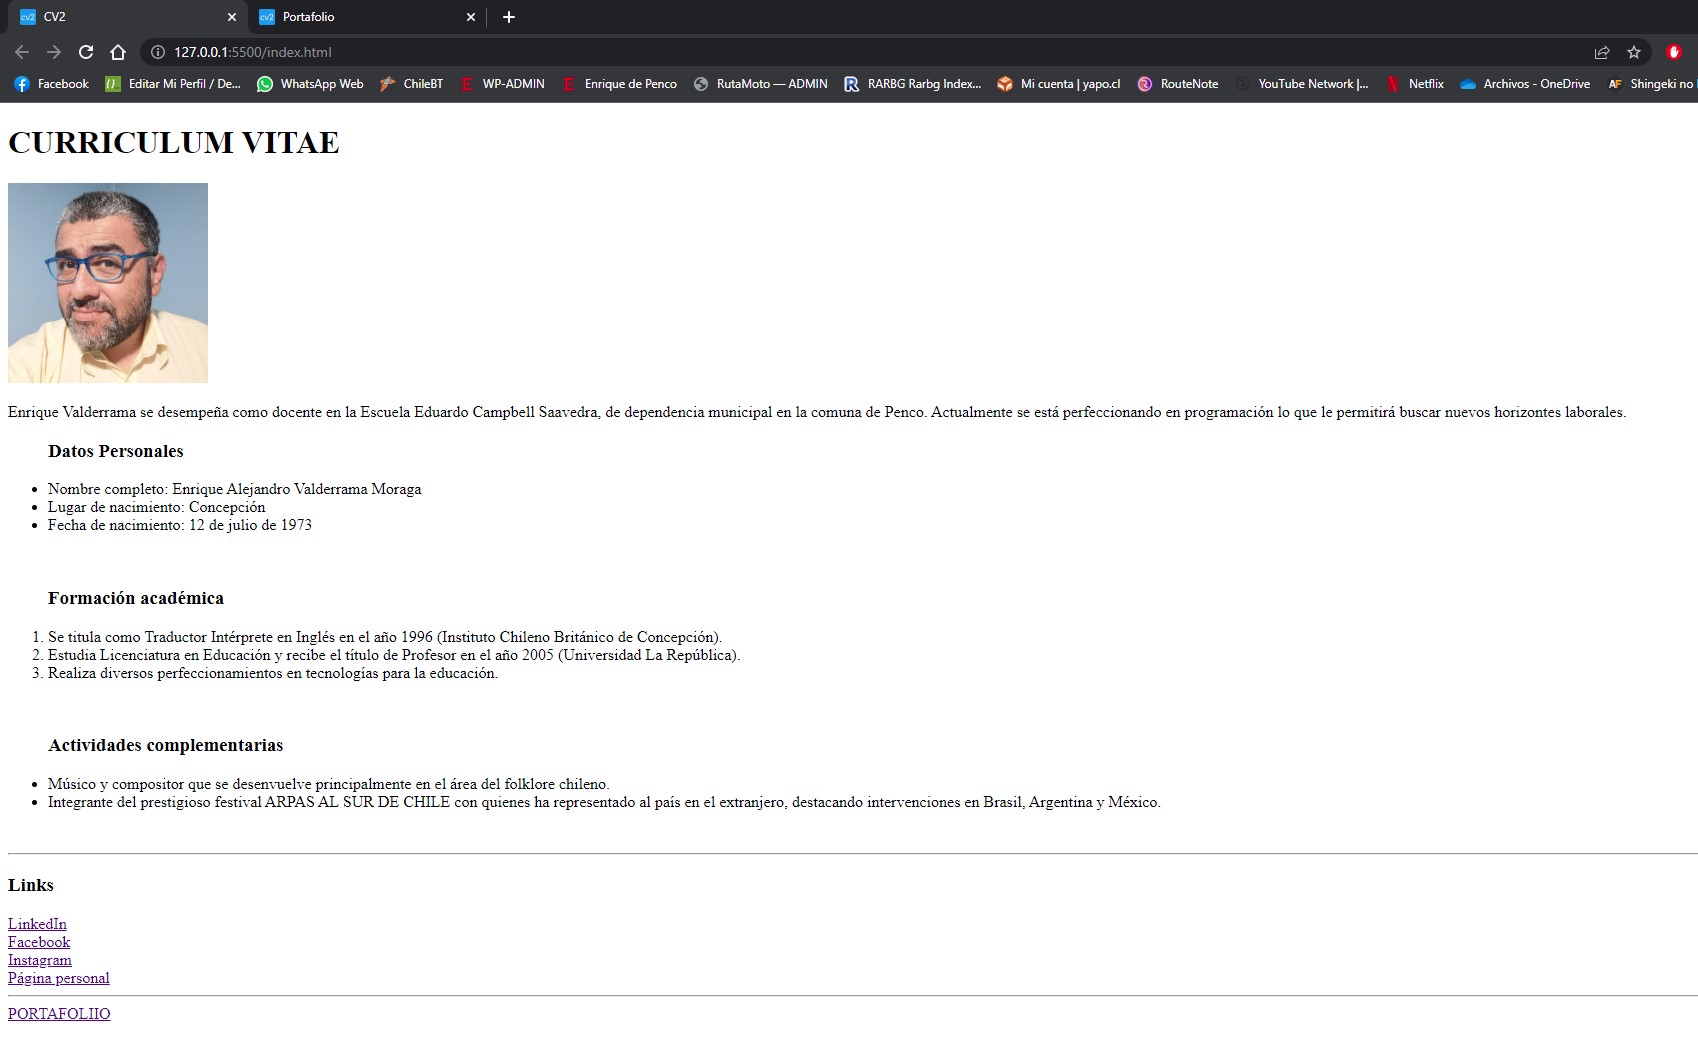 CV2
Portafolio
127.0.0.1:5500/index.html
Facebook
Editar Mi Perfil / De...
WhatsApp Web
ChileBT
WP-ADMIN
Enrique de Penco
RutaMoto — ADMIN
RARBG Rarbg Index...
Mi cuenta | yapo.cl
RouteNote
YouTube Network |...
Netflix
Archivos - OneDrive
Shingeki no
CURRICULUM VITAE
Enrique Valderrama se desempeña como docente en la Escuela Eduardo Campbell Saavedra, de dependencia municipal en la comuna de Penco. Actualmente se está perfeccionando en programación lo que le permitirá buscar nuevos horizontes laborales.
Datos Personales
• Nombre completo: Enrique Alejandro Valderrama Moraga
• Lugar de nacimiento: Concepción
• Fecha de nacimiento: 12 de julio de 1973
Formación académica
1. Se titula como Traductor Intérprete en Inglés en el año 1996 (Instituto Chileno Británico de Concepción).
2. Estudia Licenciatura en Educación y recibe el título de Profesor en el año 2005 (Universidad La República).
3. Realiza diversos perfeccionamientos en tecnologías para la educación.
Actividades complementarias
• Músico y compositor que se desenvuelve principalmente en el área del folklore chileno.
• Integrante del prestigioso festival ARPAS AL SUR DE CHILE con quienes ha representado al país en el extranjero, destacando intervenciones en Brasil, Argentina y México.
Links
LinkedIn
Facebook
Instagram
Página personal
PORTAFOLIIO